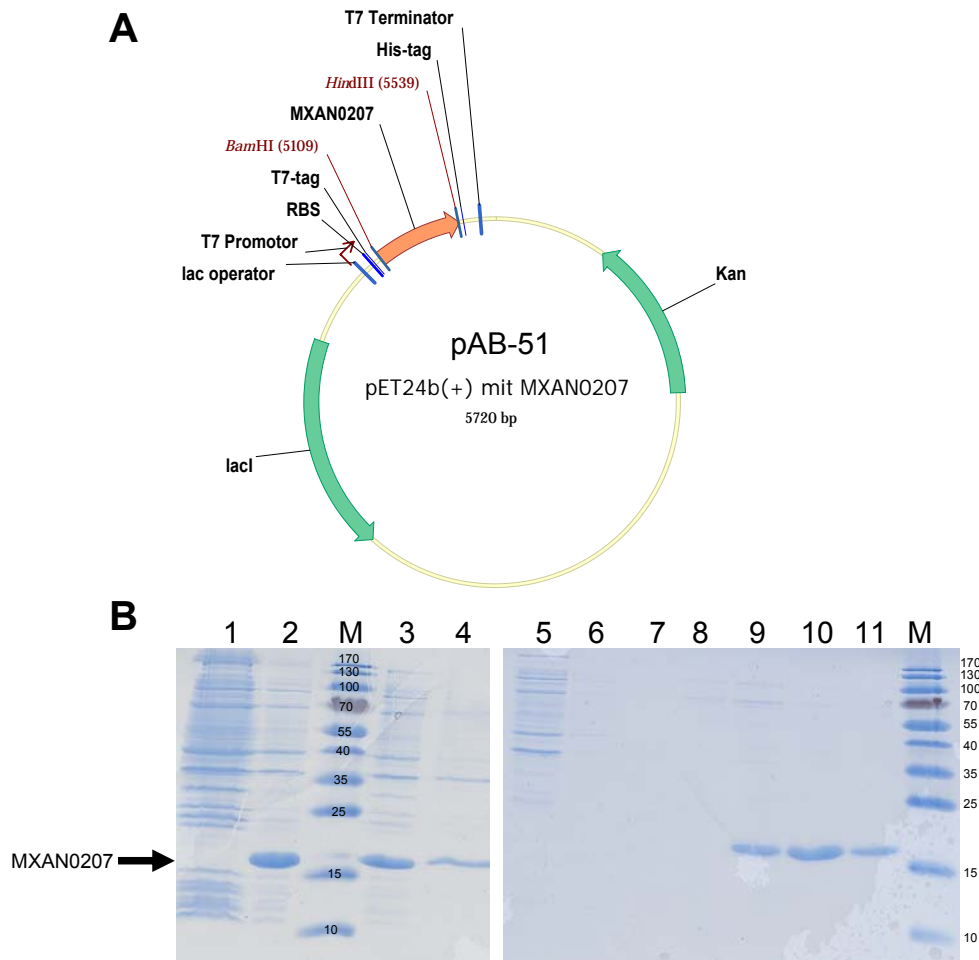 A
T7 Terminator
His-tag
HindIII (5539)
MXAN0207
BamHI (5109)
T7-tag
RBS
T7 Promotor
lac operator
Kan
pAB-51
pET24b(+) mit MXAN0207
5720 bp
lacI
B
1 2 M 3 4 5 6 7 8 9 10 11 M
170
130
100
70
55
40
35
25
15
10
MXAN0207
170
130
100
70
55
40
35
25
15
10